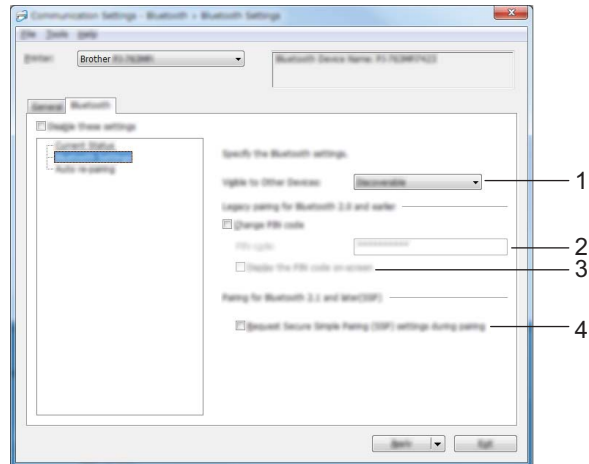 Communication Settings - Bluetooth - Bluetooth Settings
File Tools Help
Printer:
Brother
Bluetooth Device Name:
General
Bluetooth
Disable these settings
Current Status
Bluetooth Settings
Auto re-pairing
Specify the Bluetooth settings.
Visible to Other Devices:
Discoverable
1
Legacy pairing for Bluetooth 2.0 and earlier
Change PIN code
PIN code:
2
Display the PIN code on-screen
3
Pairing for Bluetooth 2.1 and later(SSP)
Request Secure Simple Pairing (SSP) settings during pairing
4
Exit